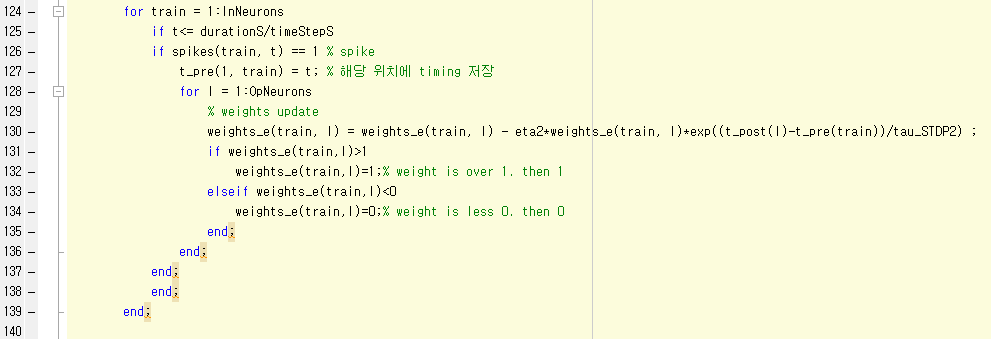 124 – for train = 1:InNeurons
125 – if t<= durationS/timeStepS
126 – if spikes(train, t) == 1 % spike
127 – t_pre(1, train) = t; % 해당 위치에 timing 저장
128 – for l = 1:OpNeurons
129 % weights update
130 – weights_e(train, l) = weights_e(train, l) - eta2*weights_e(train, l)*exp((t_post(l)-t_pre(train))/tau_STDP2) ;
131 – if weights_e(train,l)>1
132 – weights_e(train,l)=1;% weight is over 1. then 1
133 – elseif weights_e(train,l)<0
134 – weights_e(train,l)=0;% weight is less 0. then 0
135 – end;
136 – end;
137 – end;
138 – end;
139 – end;
140